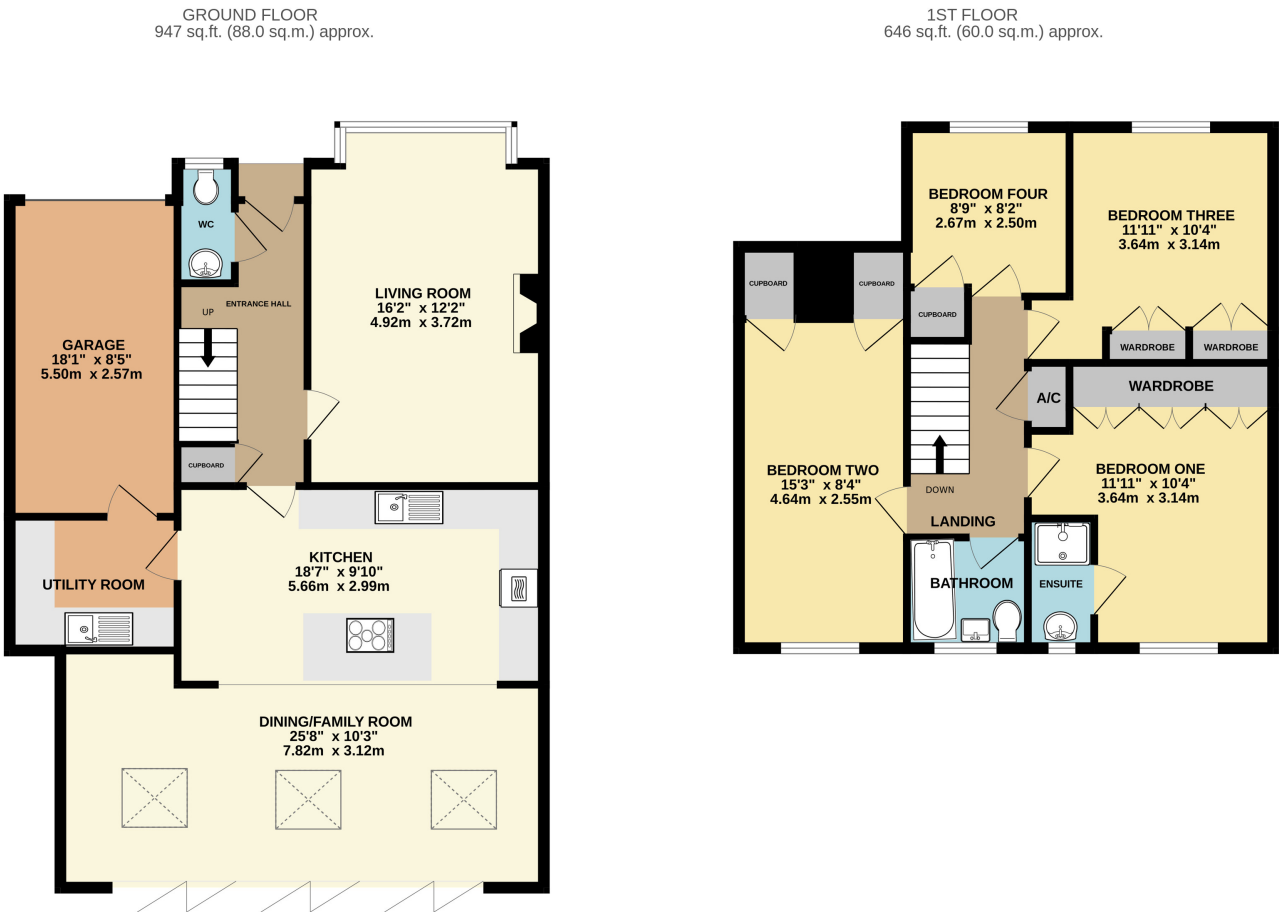 GROUND FLOOR
947 sq.ft. (88.0 sq.m.) approx.
WC
ENTRANCE HALL
UP
LIVING ROOM
16'2" x 12'2"
4.92m x 3.72m
GARAGE
18'1" x 8'5"
5.50m x 2.57m
CUPBOARD
KITCHEN
18'7" x 9'10"
5.66m x 2.99m
UTILITY ROOM
DINING/FAMILY ROOM
25'8" x 10'3"
7.82m x 3.12m
1ST FLOOR
646 sq.ft. (60.0 sq.m.) approx.
BEDROOM FOUR
8'9" x 8'2"
2.67m x 2.50m
BEDROOM THREE
11'11" x 10'4"
3.64m x 3.14m
CUPBOARD
CUPBOARD
CUPBOARD
WARDROBE
WARDROBE
WARDROBE
A/C
BEDROOM TWO
15'3" x 8'4"
4.64m x 2.55m
BEDROOM ONE
11'11" x 10'4"
3.64m x 3.14m
DOWN
LANDING
BATHROOM
ENSUITE